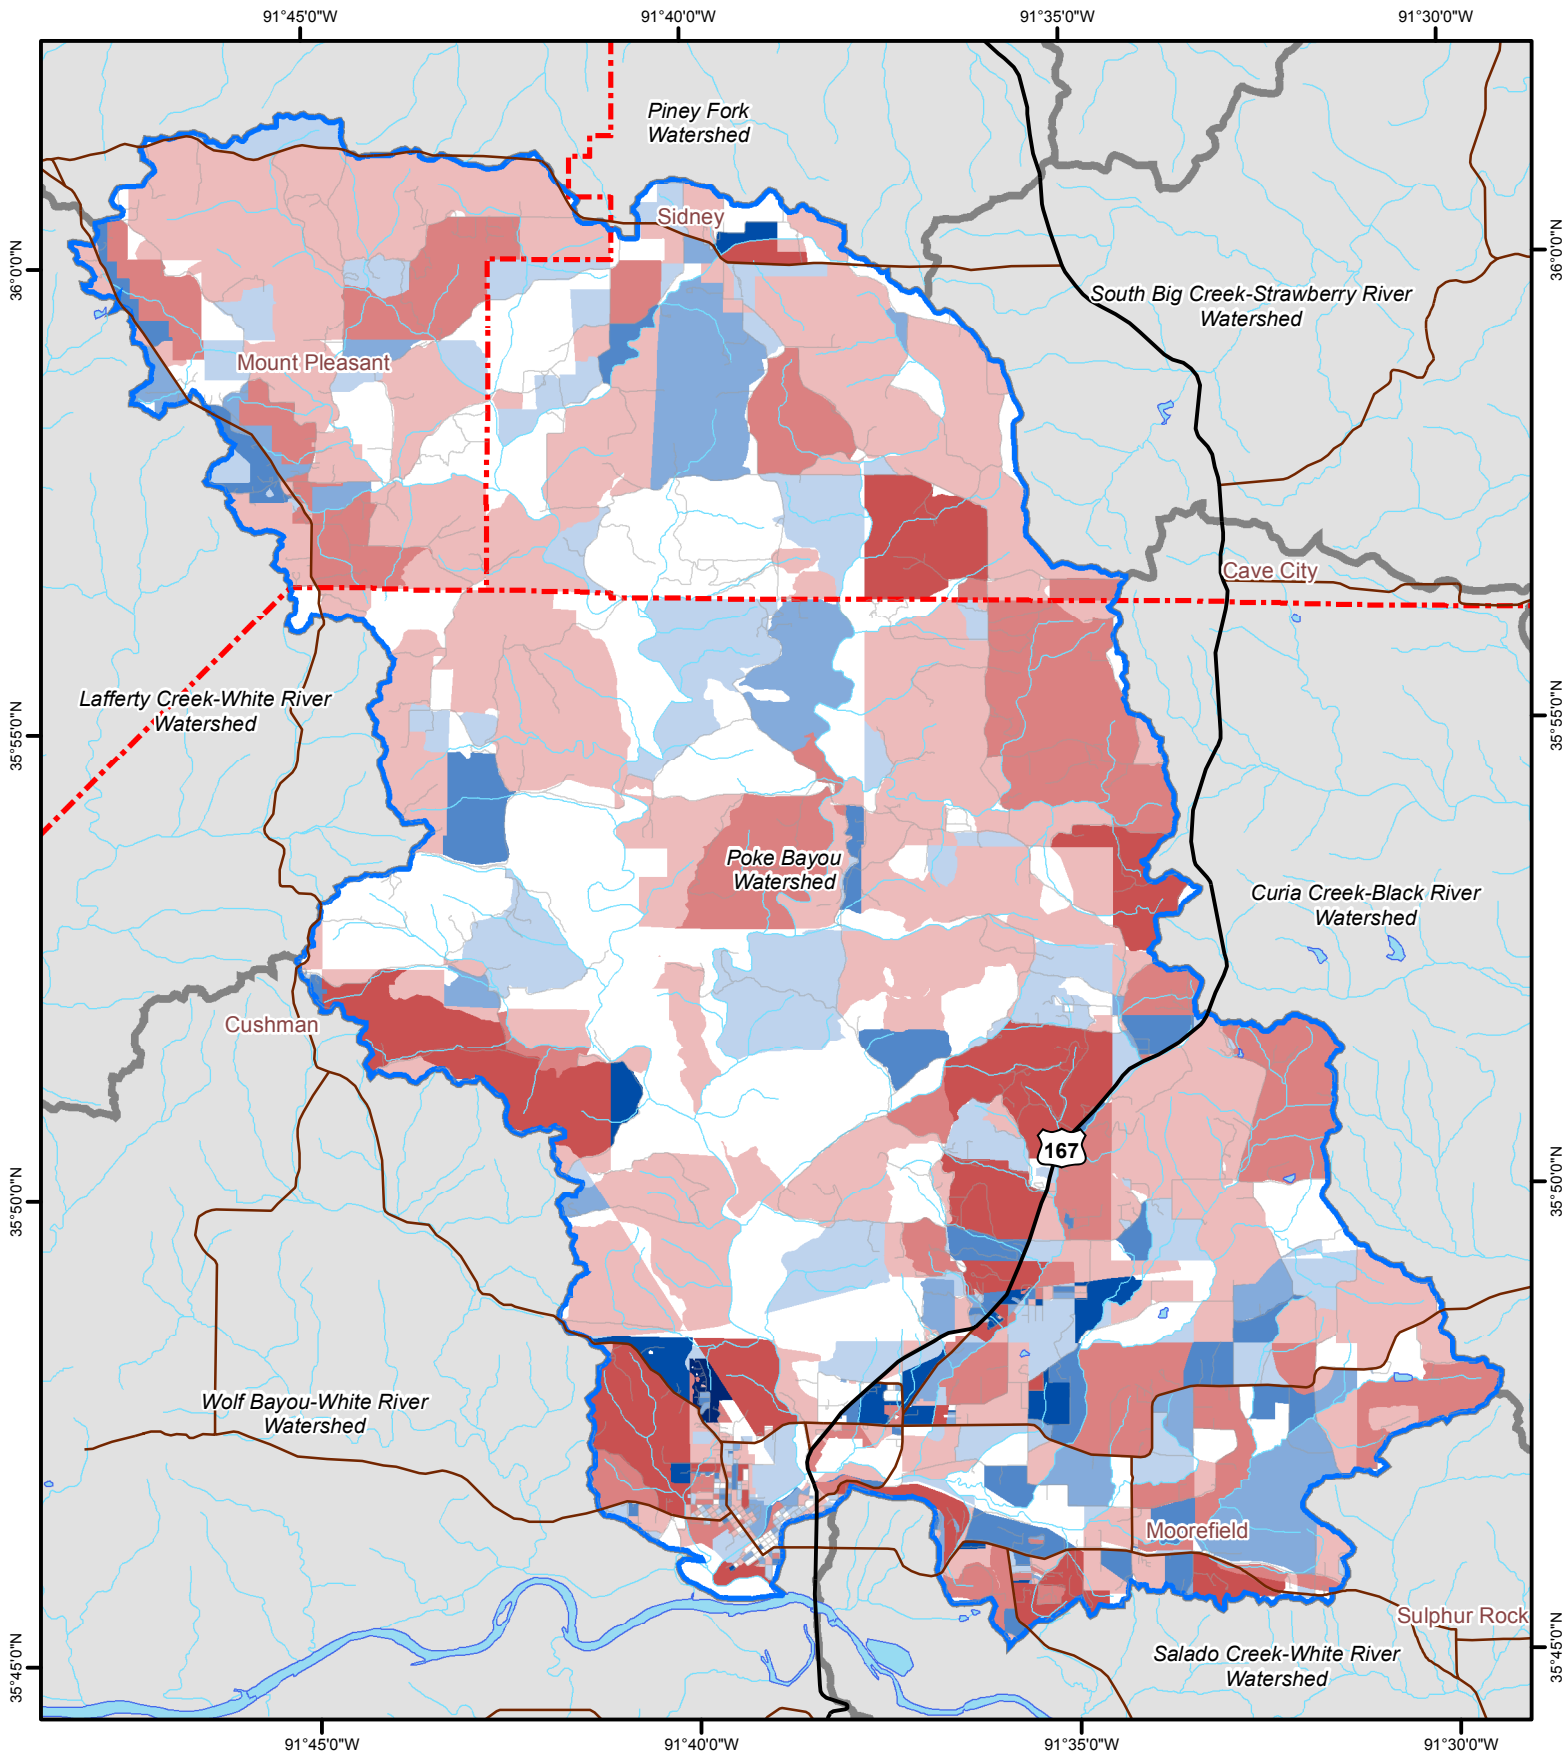 91°45'0"W
91°40'0"W
91°35'0"W
91°30'0"W
Piney Fork
Watershed
Sidney
36°0'0"N
36°0'0"N
South Big Creek-Strawberry River
Watershed
Mount Pleasant
Cave City
Lafferty Creek-White River
Watershed
35°55'0"N
35°55'0"N
Poke Bayou
Watershed
Curia Creek-Black River
Watershed
Cushman
167
35°50'0"N
35°50'0"N
Wolf Bayou-White River
Watershed
Moorefield
Sulphur Rock
Salado Creek-White River
Watershed
35°45'0"N
35°45'0"N
91°45'0"W
91°40'0"W
91°35'0"W
91°30'0"W